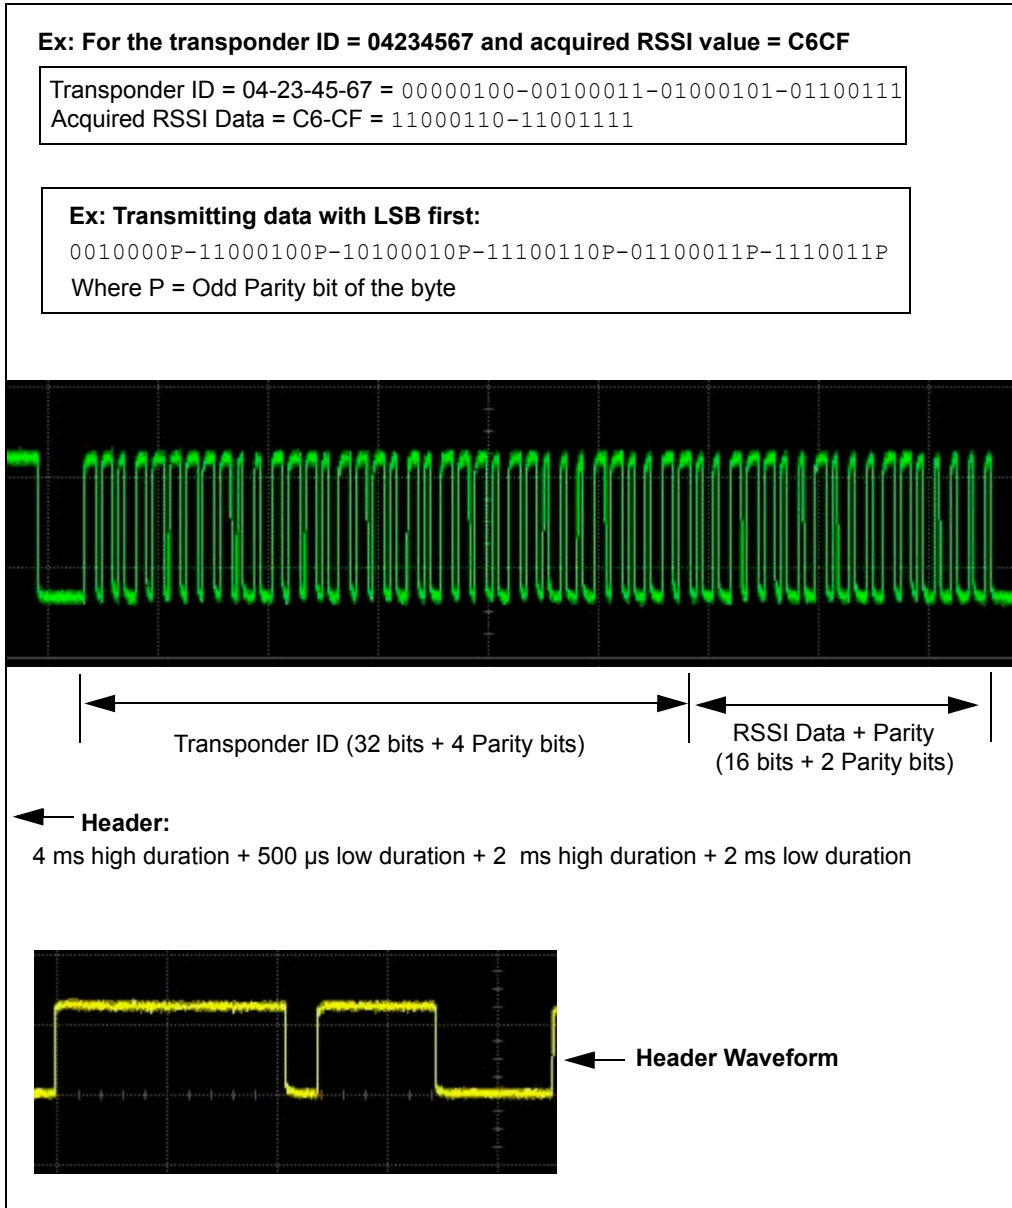 Ex: For the transponder ID = 04234567 and acquired RSSI value = C6CF
Transponder ID = 04-23-45-67 = 00000100-00100011-01000101-01100111
Acquired RSSI Data = C6-CF = 11000110-11001111
Ex: Transmitting data with LSB first:
0010000P-11000100P-10100010P-11100110P-01100011P-1110011P
Where P = Odd Parity bit of the byte
Transponder ID (32 bits + 4 Parity bits)
RSSI Data + Parity
(16 bits + 2 Parity bits)
Header:
4 ms high duration + 500 µs low duration + 2 ms high duration + 2 ms low duration
Header Waveform